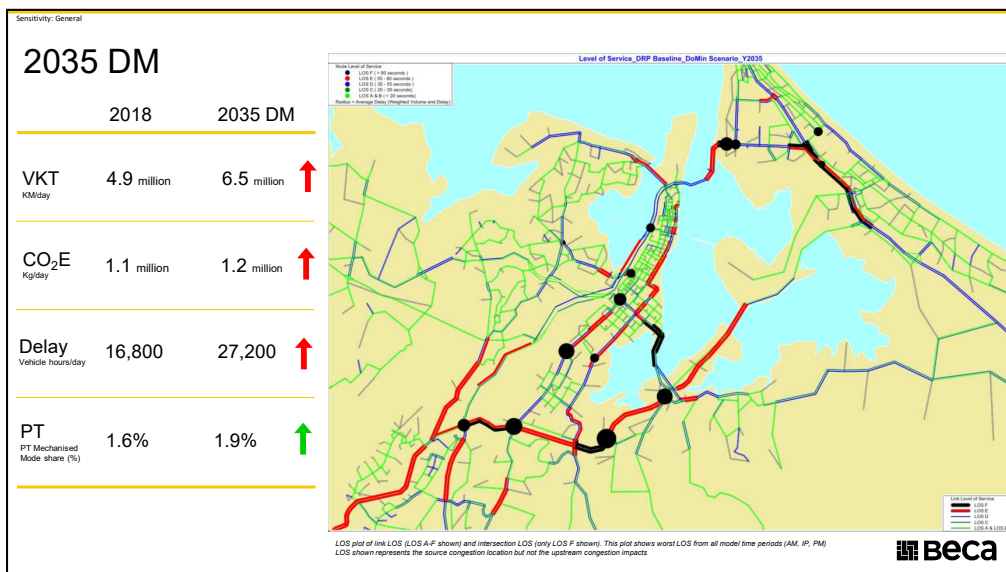 Sensitivity: General
2035 DM
2018 2035 DM
VKT
KM/day
4.9 million 6.5 million
CO2E
Kg/day
1.1 million 1.2 million
Delay
Vehicle hours/day
16,800 27,200
PT
PT Mechanised
Mode share (%)
1.6% 1.9%
Level of Service_DRP Baseline_DoMin Scenario_Y2035
Node Level of Service
LOS F ( > 80 seconds )
LOS E ( 55 - 80 seconds )
LOS D ( 35 - 55 seconds )
LOS C ( 20 - 35 seconds)
LOS A & B ( < 20 seconds)
Radius = Average Delay (Weighted Volume and Delay)
Link Level of Service
LOS F
LOS E
LOS D
LOS C
LOS A & LOS B
LOS plot of link LOS (LOS A-F shown) and intersection LOS (only LOS F shown). This plot shows worst LOS from all model time periods (AM, IP, PM)
LOS shown represents the source congestion location but not the upstream congestion impacts
Beca